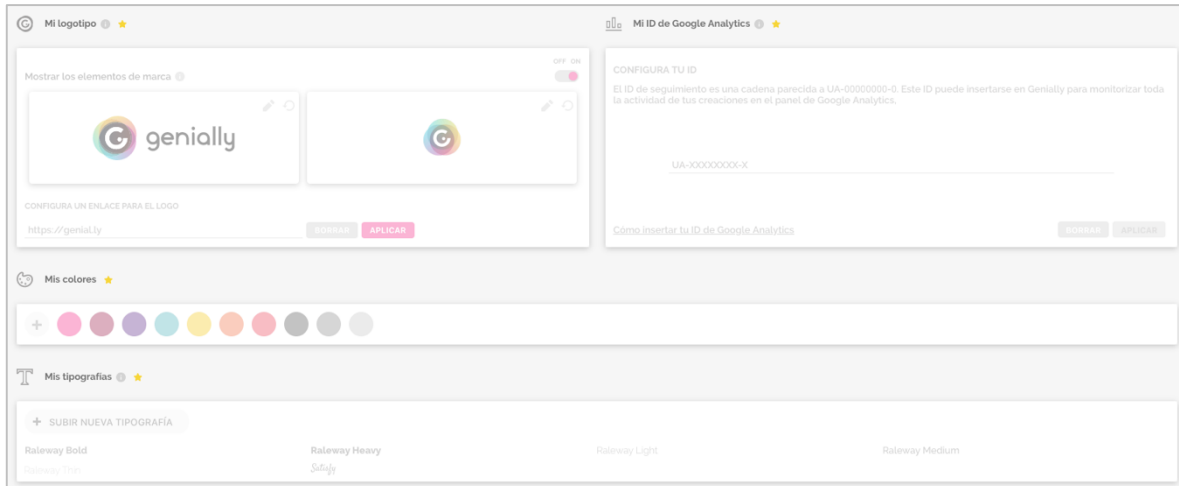 Mi logotipo
Mi ID de Google Analytics
OFF ON
Mostrar los elementos de marca
genially
CONFIGURA UN ENLACE PARA EL LOGO
https://genial.ly
BORRAR APLICAR
CONFIGURA TU ID
El ID de seguimiento es una cadena parecida a UA-00000000-0. Este ID puede insertarse en Genially para monitorizar toda
la actividad de tus creaciones en el panel de Google Analytics.
UA-XXXXXXXX-X
Cómo insertar tu ID de Google Analytics
BORRAR APLICAR
Mis colores
Mis tipografías
+ SUBIR NUEVA TIPOGRAFÍA
Raleway Bold Raleway Heavy Raleway Light Raleway Medium
Raleway Thin Satisfy